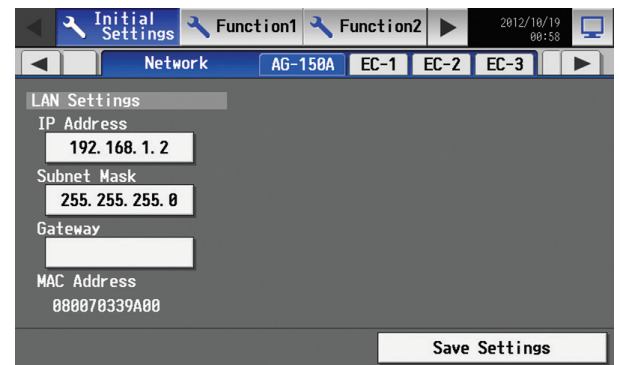 Initial Settings
Function1
Function2
2012/10/19
00:58
Network
AG-150A
EC-1
EC-2
EC-3
LAN Settings
IP Address
192.168.1.2
Subnet Mask
255.255.255.0
Gateway
MAC Address
080070339A00
Save Settings